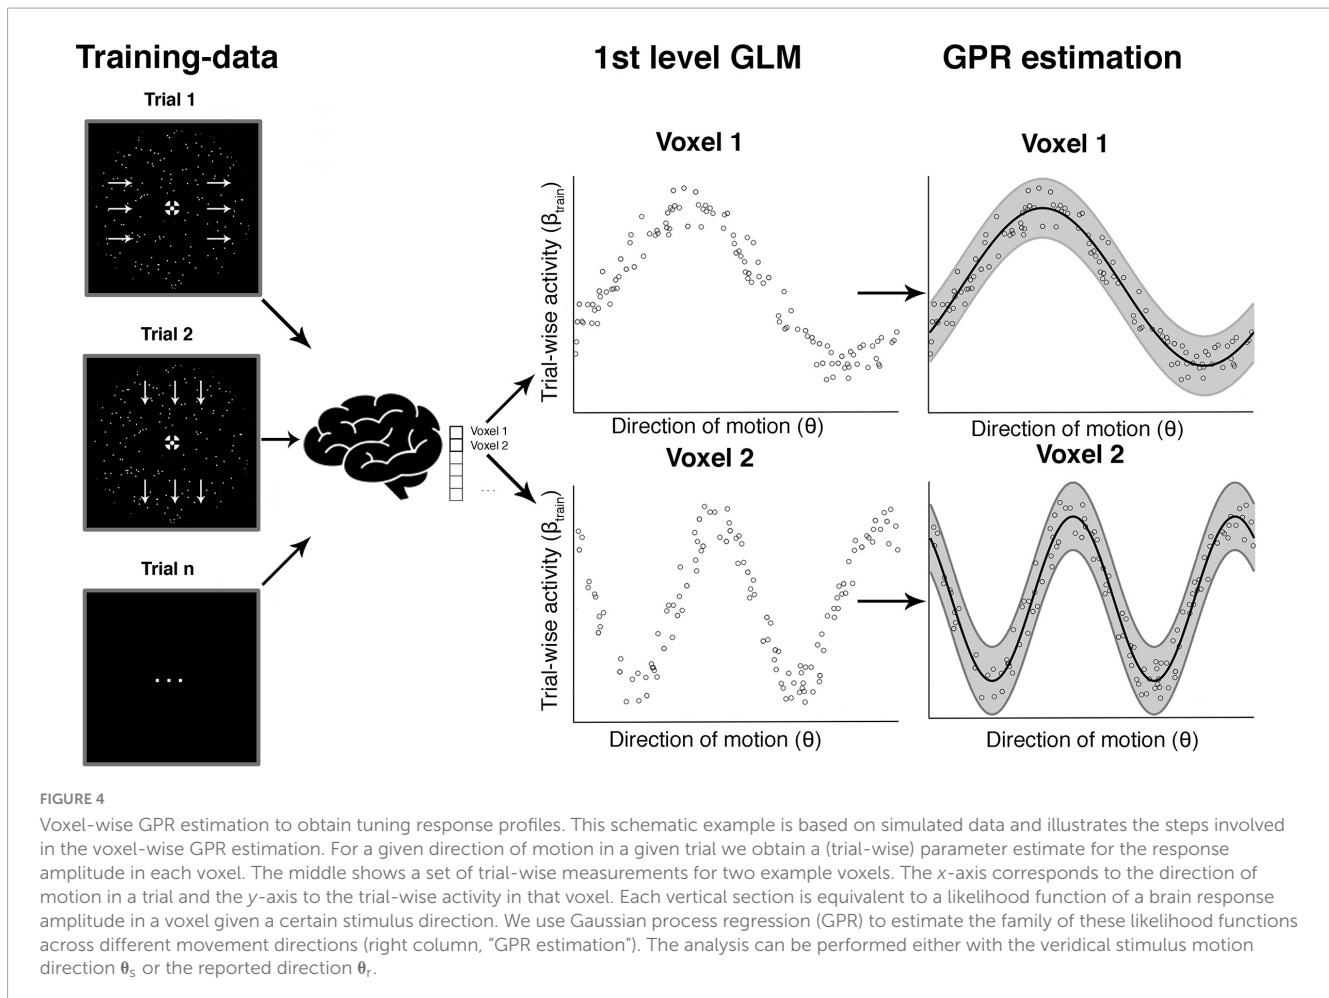 Training-data
1st level GLM
GPR estimation
Trial 1
Trial 2
Trial n
...
Voxel 1
Voxel 2
...
Voxel 1
Trial-wise activity (βtrain)
Direction of motion (θ)
Voxel 1
Direction of motion (θ)
Voxel 2
Trial-wise activity (βtrain)
Direction of motion (θ)
Voxel 2
Direction of motion (θ)
FIGURE 4
Voxel-wise GPR estimation to obtain tuning response profiles. This schematic example is based on simulated data and illustrates the steps involved
in the voxel-wise GPR estimation. For a given direction of motion in a given trial we obtain a (trial-wise) parameter estimate for the response
amplitude in each voxel. The middle shows a set of trial-wise measurements for two example voxels. The x-axis corresponds to the direction of
motion in a trial and the y-axis to the trial-wise activity in that voxel. Each vertical section is equivalent to a likelihood function of a brain response
amplitude in a voxel given a certain stimulus direction. We use Gaussian process regression (GPR) to estimate the family of these likelihood functions
across different movement directions (right column, “GPR estimation”). The analysis can be performed either with the veridical stimulus motion
direction θs or the reported direction θr.